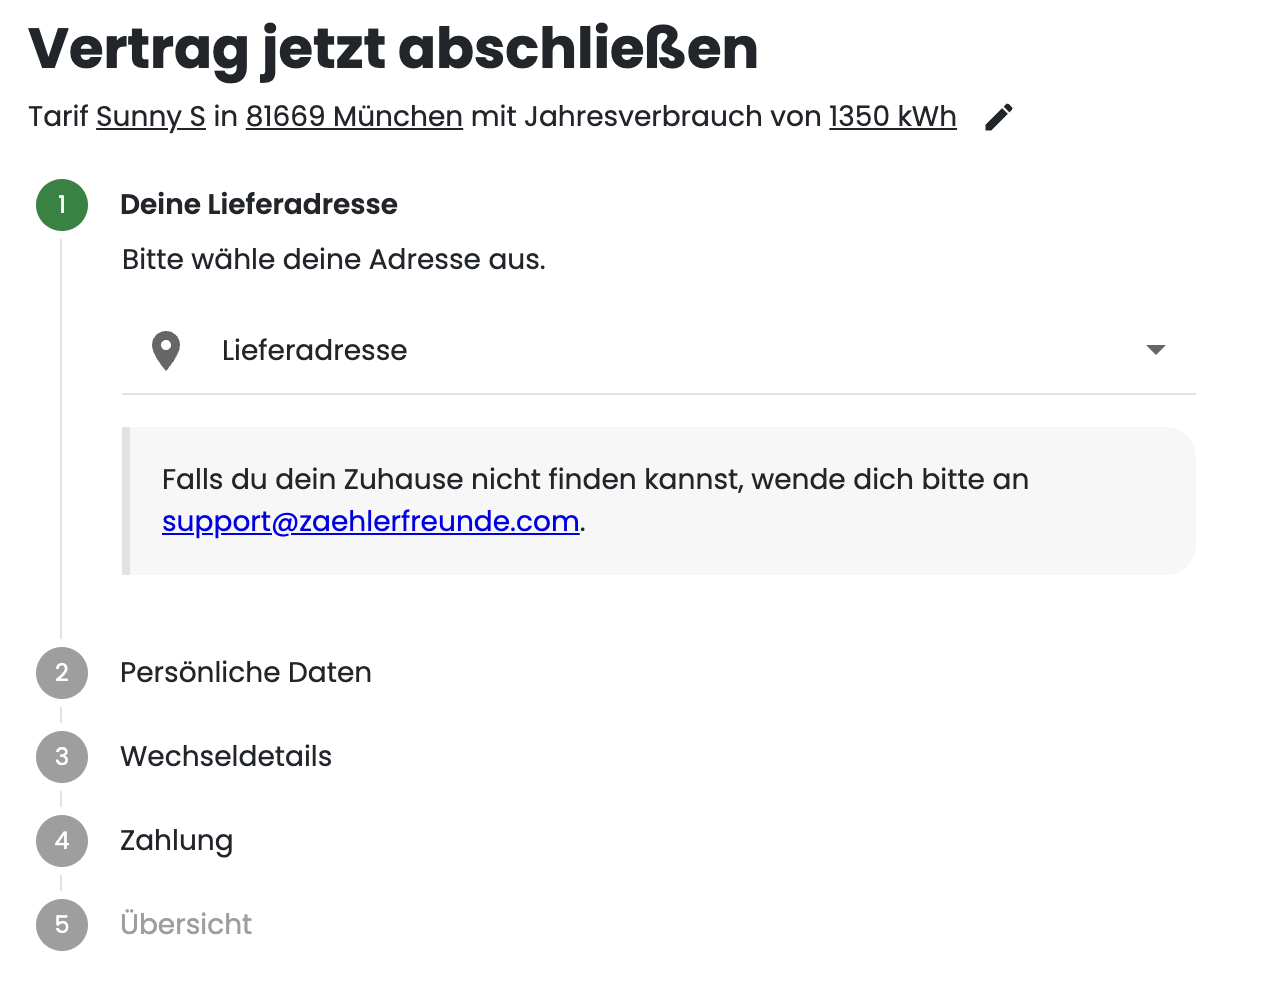 Vertrag jetzt abschließen
Tarif Sunny S in 81669 München mit Jahresverbrauch von 1350 kWh
1 Deine Lieferadresse
Bitte wähle deine Adresse aus.
Lieferadresse
Falls du dein Zuhause nicht finden kannst, wende dich bitte an
support@zaehlerfreunde.com.
2 Persönliche Daten
3 Wechseldetails
4 Zahlung
5 Übersicht